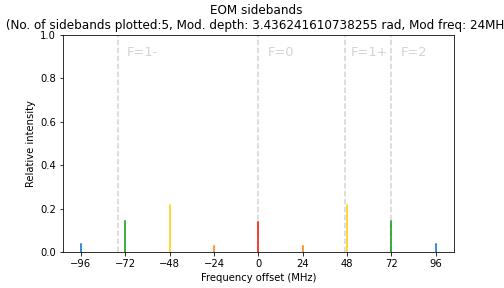 EOM sidebands
(No. of sidebands plotted:5, Mod. depth: 3.436241610738255 rad, Mod freq: 24MH
1.0
F=1- F=0 F=1+ F=2
0.8
0.6
0.4
0.2
0.0
Relative intensity
−96 −72 −48 −24 0 24 48 72 96
Frequency offset (MHz)